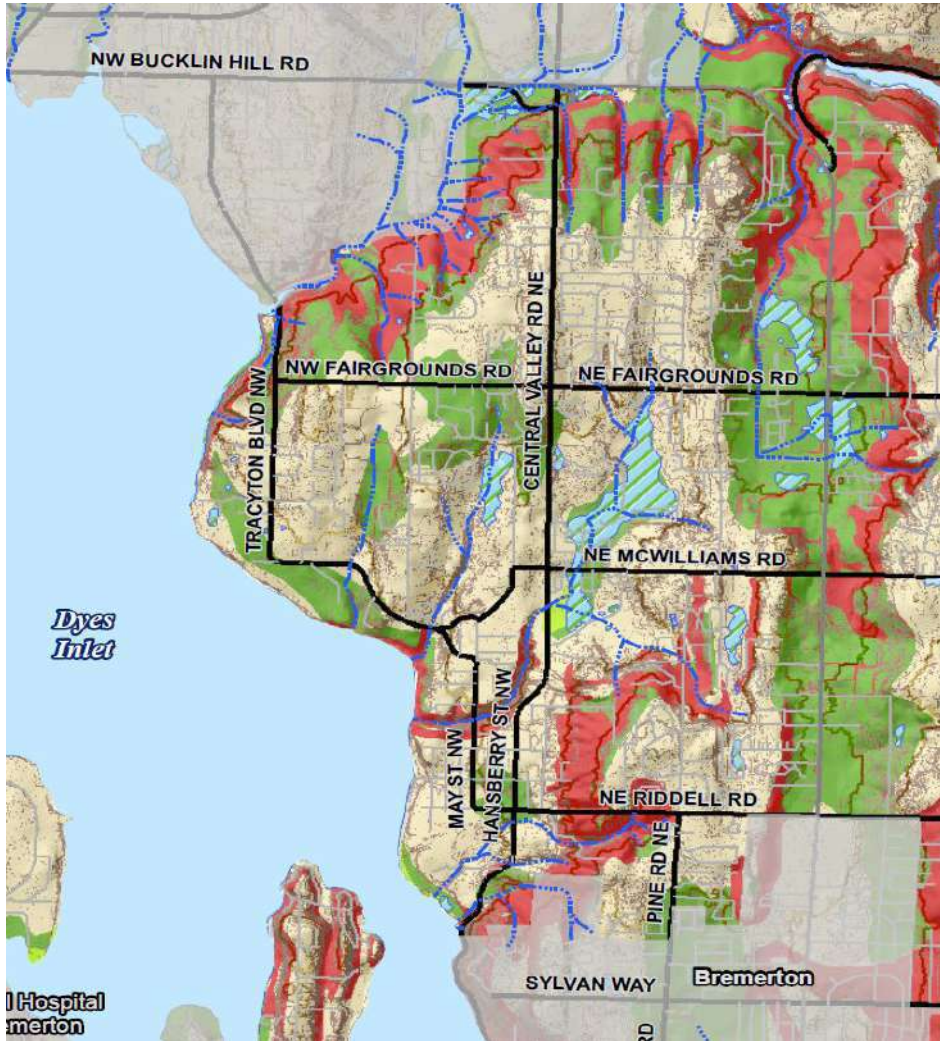 NW BUCKLIN HILL RD
CENTRAL VALLEY RD NE
NW FAIRGROUNDS RD
NE FAIRGROUNDS RD
TRACYTON BLVD NW
NE MCWILLIAMS RD
Dyes
Inlet
MAY ST NW
HANSBERRY ST NW
NE RIDDELL RD
PINE RD NE
SYLVAN WAY
Bremerton
l Hospital
emerton
RD